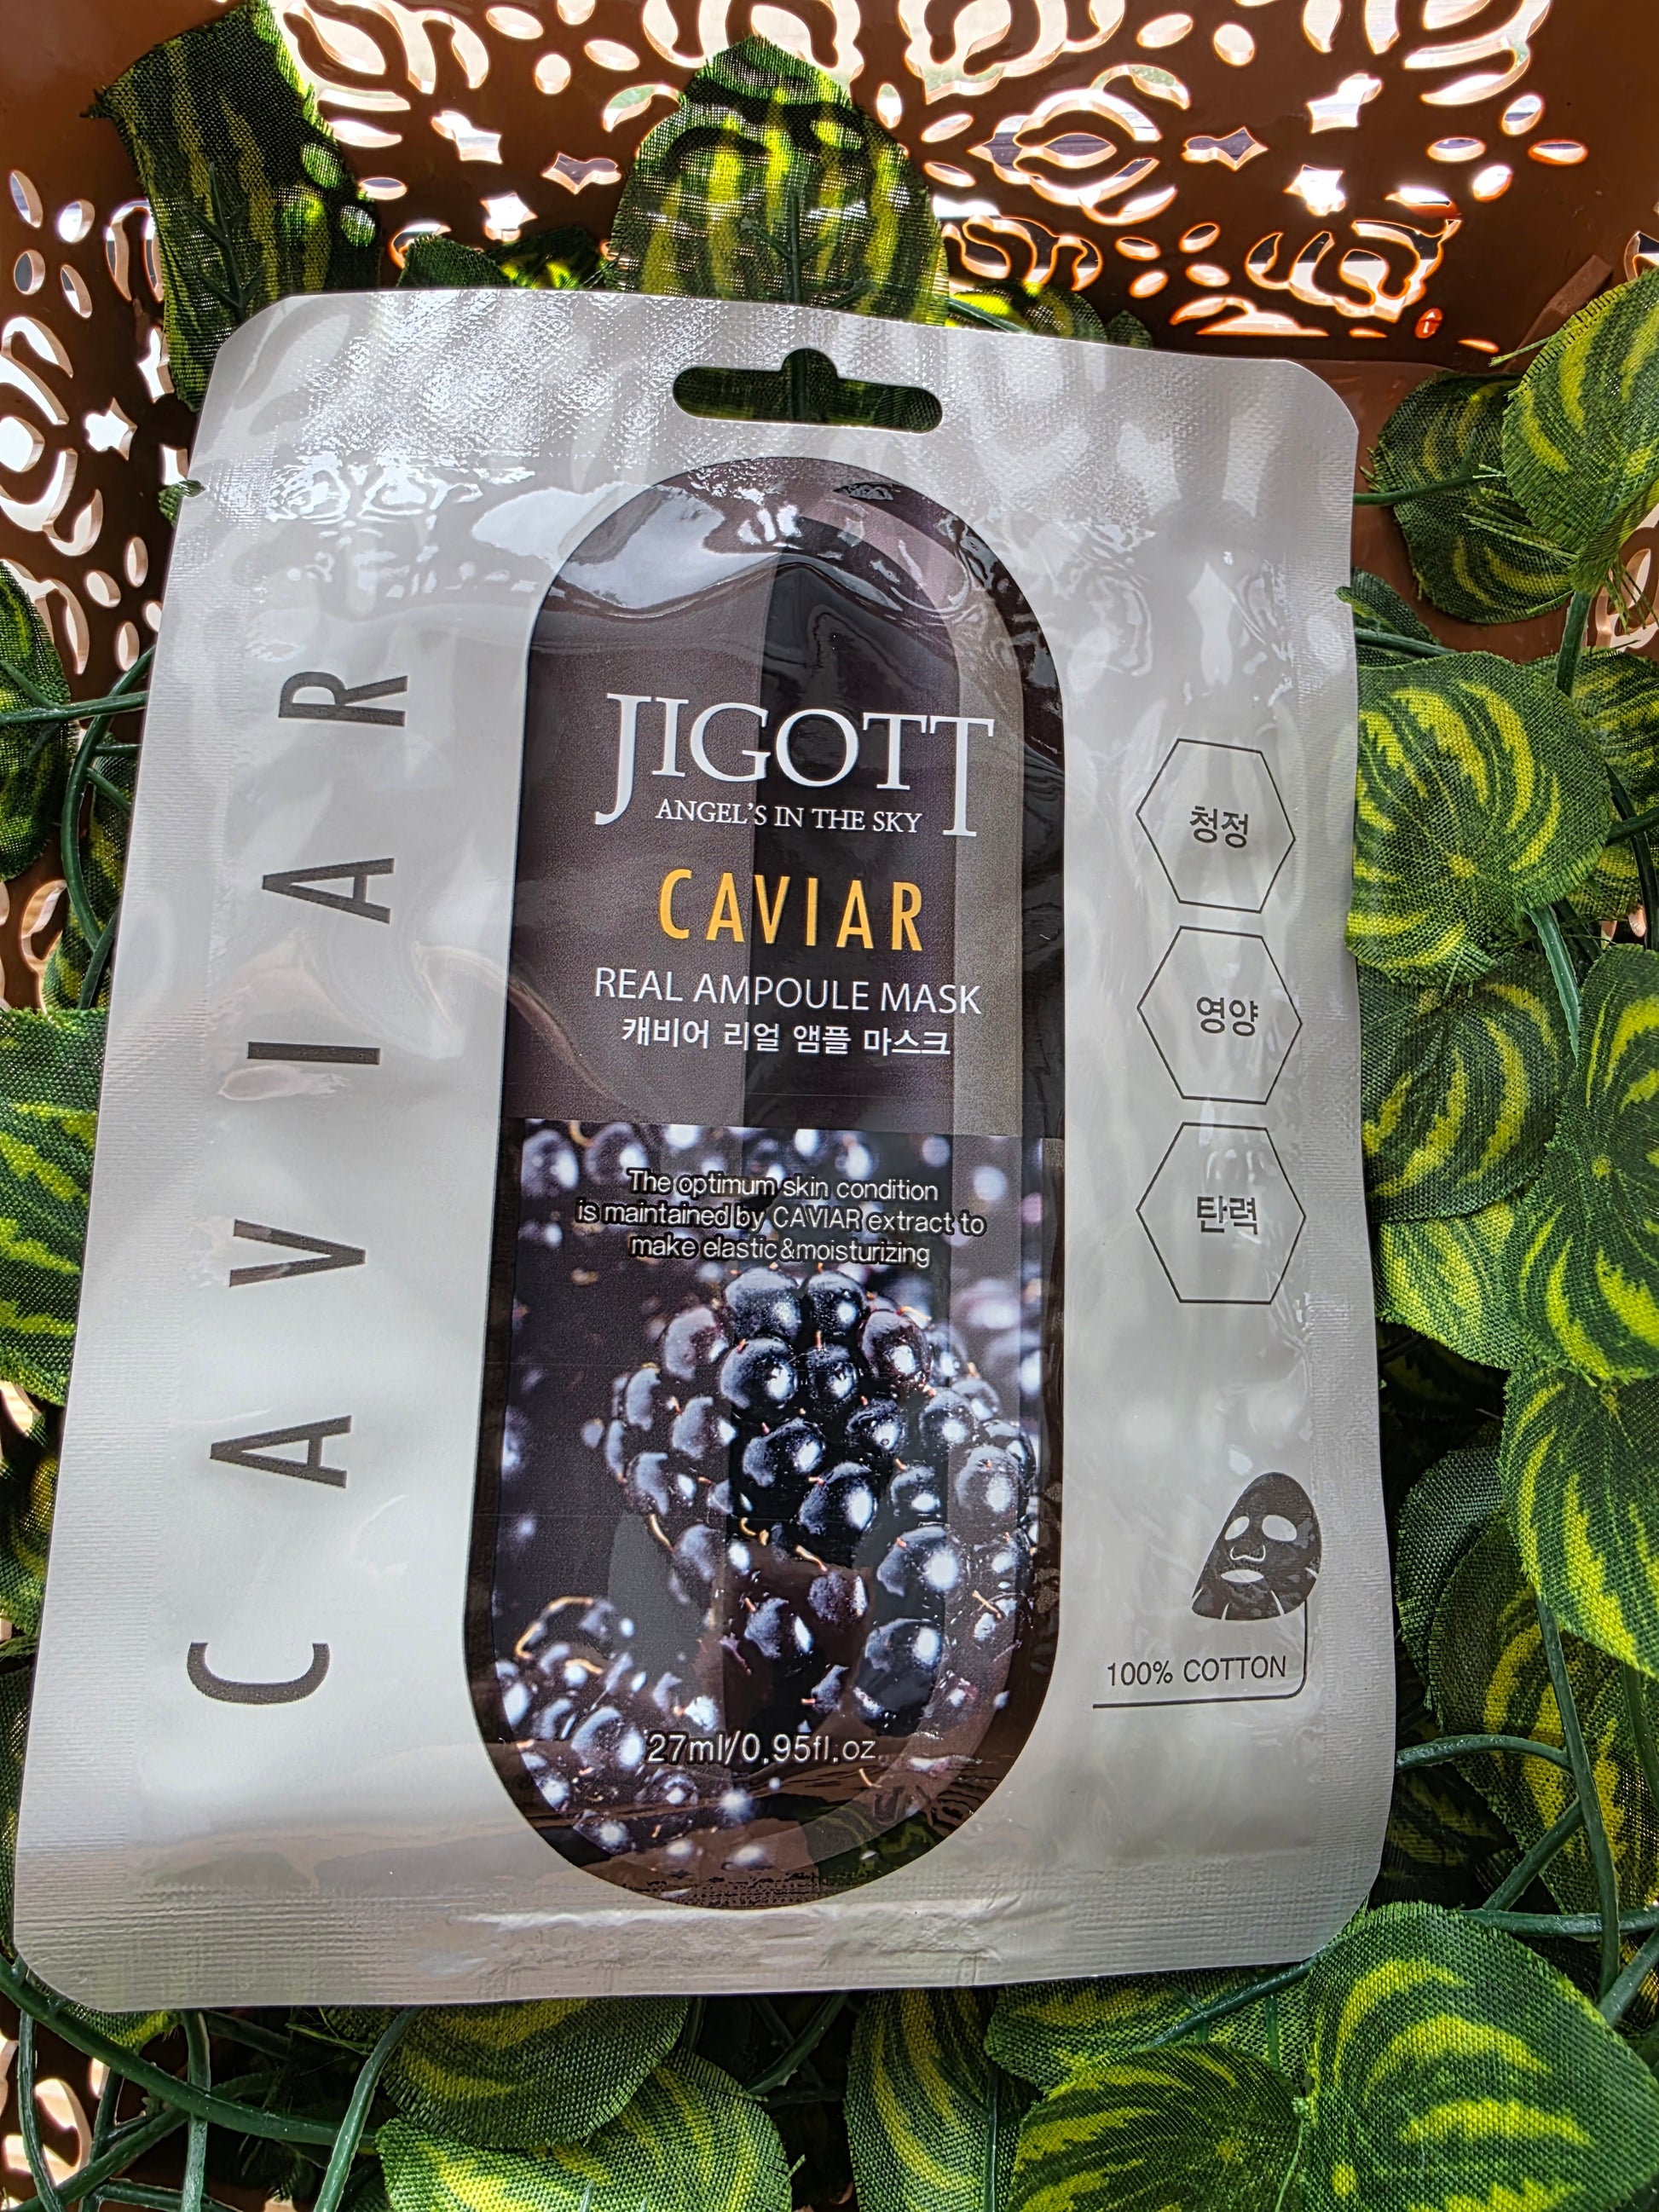 CAVIAR
JIGOTT
ANGEL'S IN THE SKY
CAVIAR
REAL AMPOULE MASK
캐비어 리얼 앰플 마스크
The optimum skin condition
is maintained by CAVIAR extract to
make elastic&moisturizing
27ml/0.95fl.oz.
청정
영양
탄력
100% COTTON